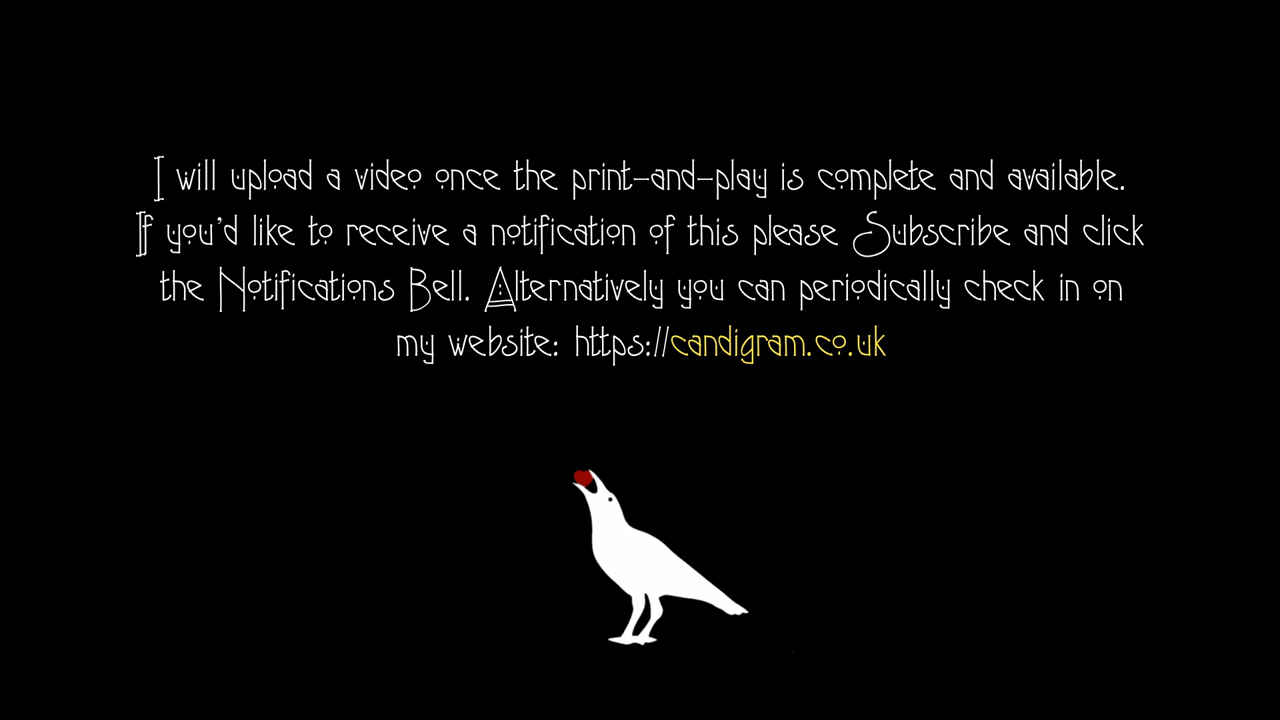 I will upload a video once the print-and-play is complete and available.
If you'd like to receive a notification of this please Subscribe and click
the Notifications Bell. Alternatively you can periodically check in on
my website: https://candigram.co.uk